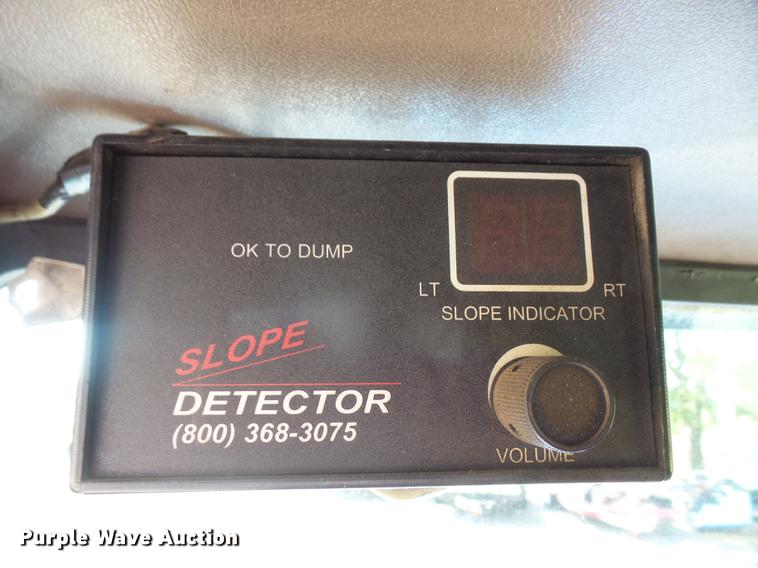 OK TO DUMP
LT
RT
SLOPE INDICATOR
SLOPE
DETECTOR
(800) 368-3075
VOLUME
Purple Wave Auction